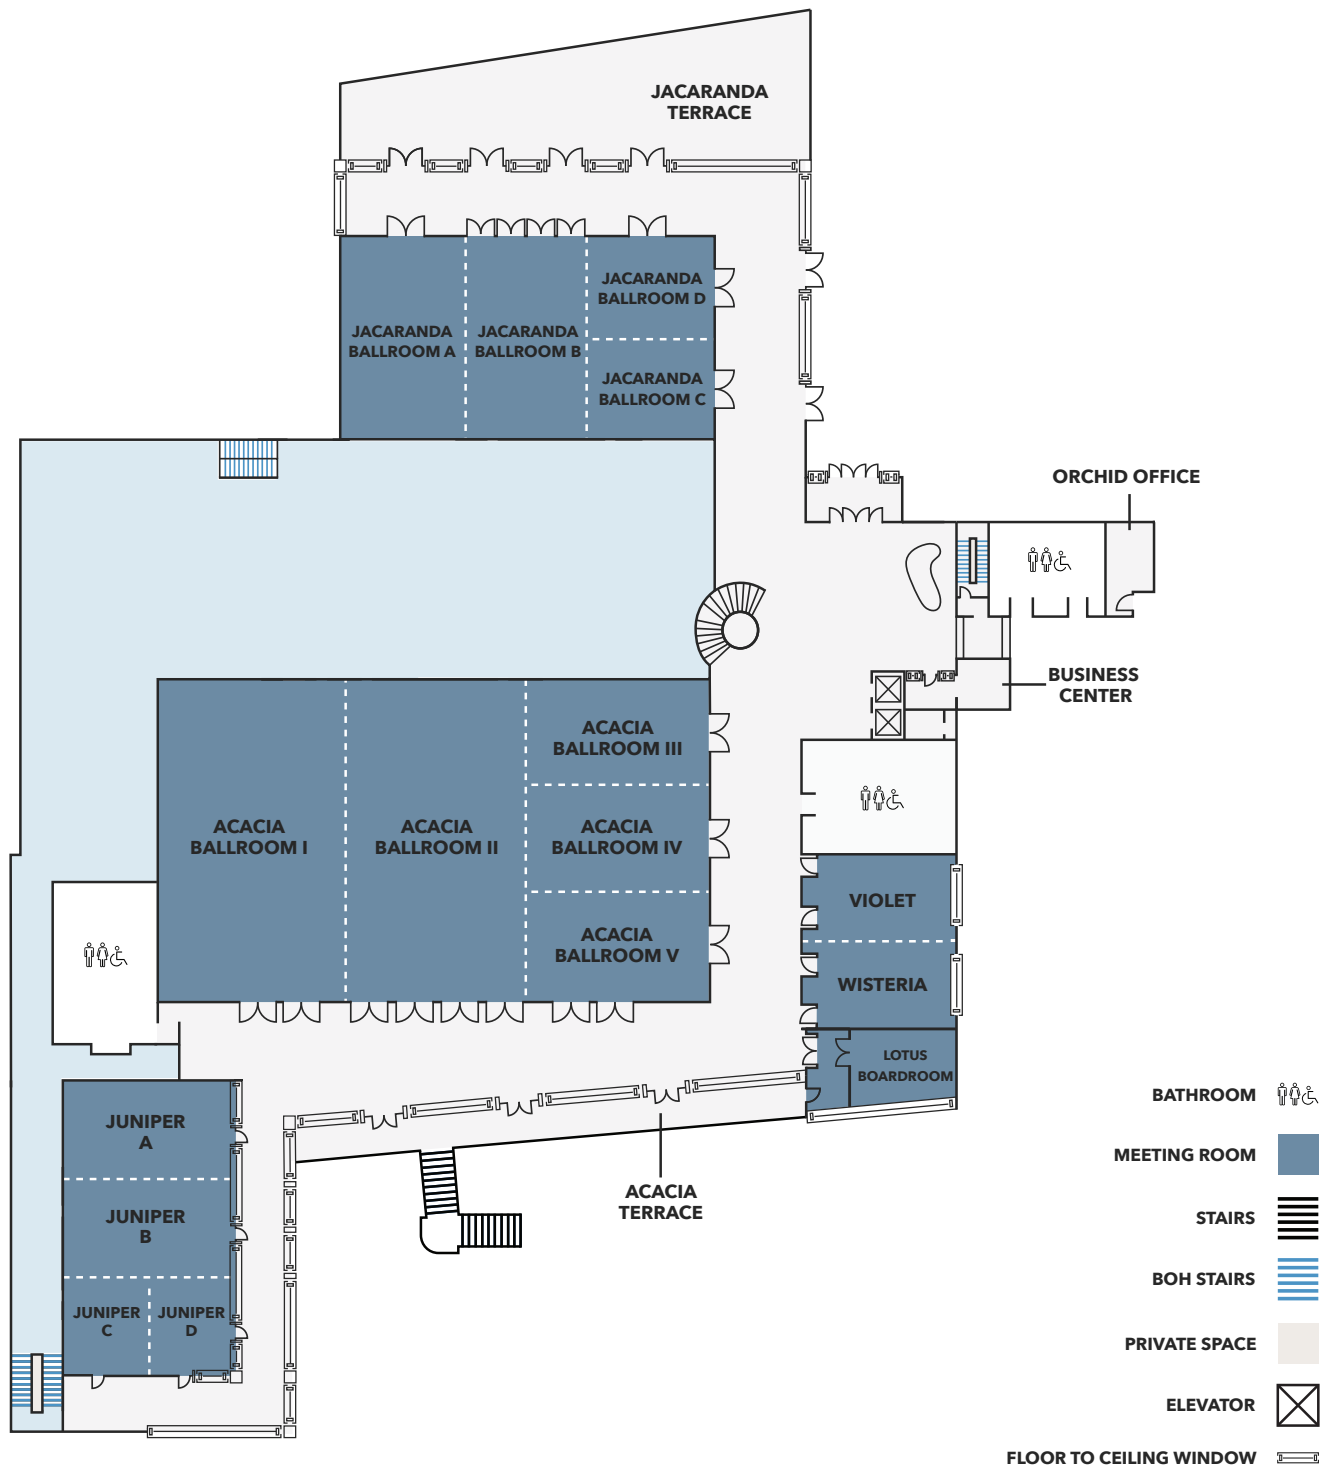 JACARANDA
TERRACE
JACARANDA
BALLROOM D
JACARANDA
BALLROOM A
JACARANDA
BALLROOM B
JACARANDA
BALLROOM C
ORCHID OFFICE
BUSINESS
CENTER
ACACIA
BALLROOM III
ACACIA
BALLROOM I
ACACIA
BALLROOM II
ACACIA
BALLROOM IV
ACACIA
BALLROOM V
VIOLET
WISTERIA
LOTUS
BOARDROOM
JUNIPER
A
JUNIPER
B
JUNIPER
C
JUNIPER
D
ACACIA
TERRACE
BATHROOM
MEETING ROOM
STAIRS
BOH STAIRS
PRIVATE SPACE
ELEVATOR
FLOOR TO CEILING WINDOW